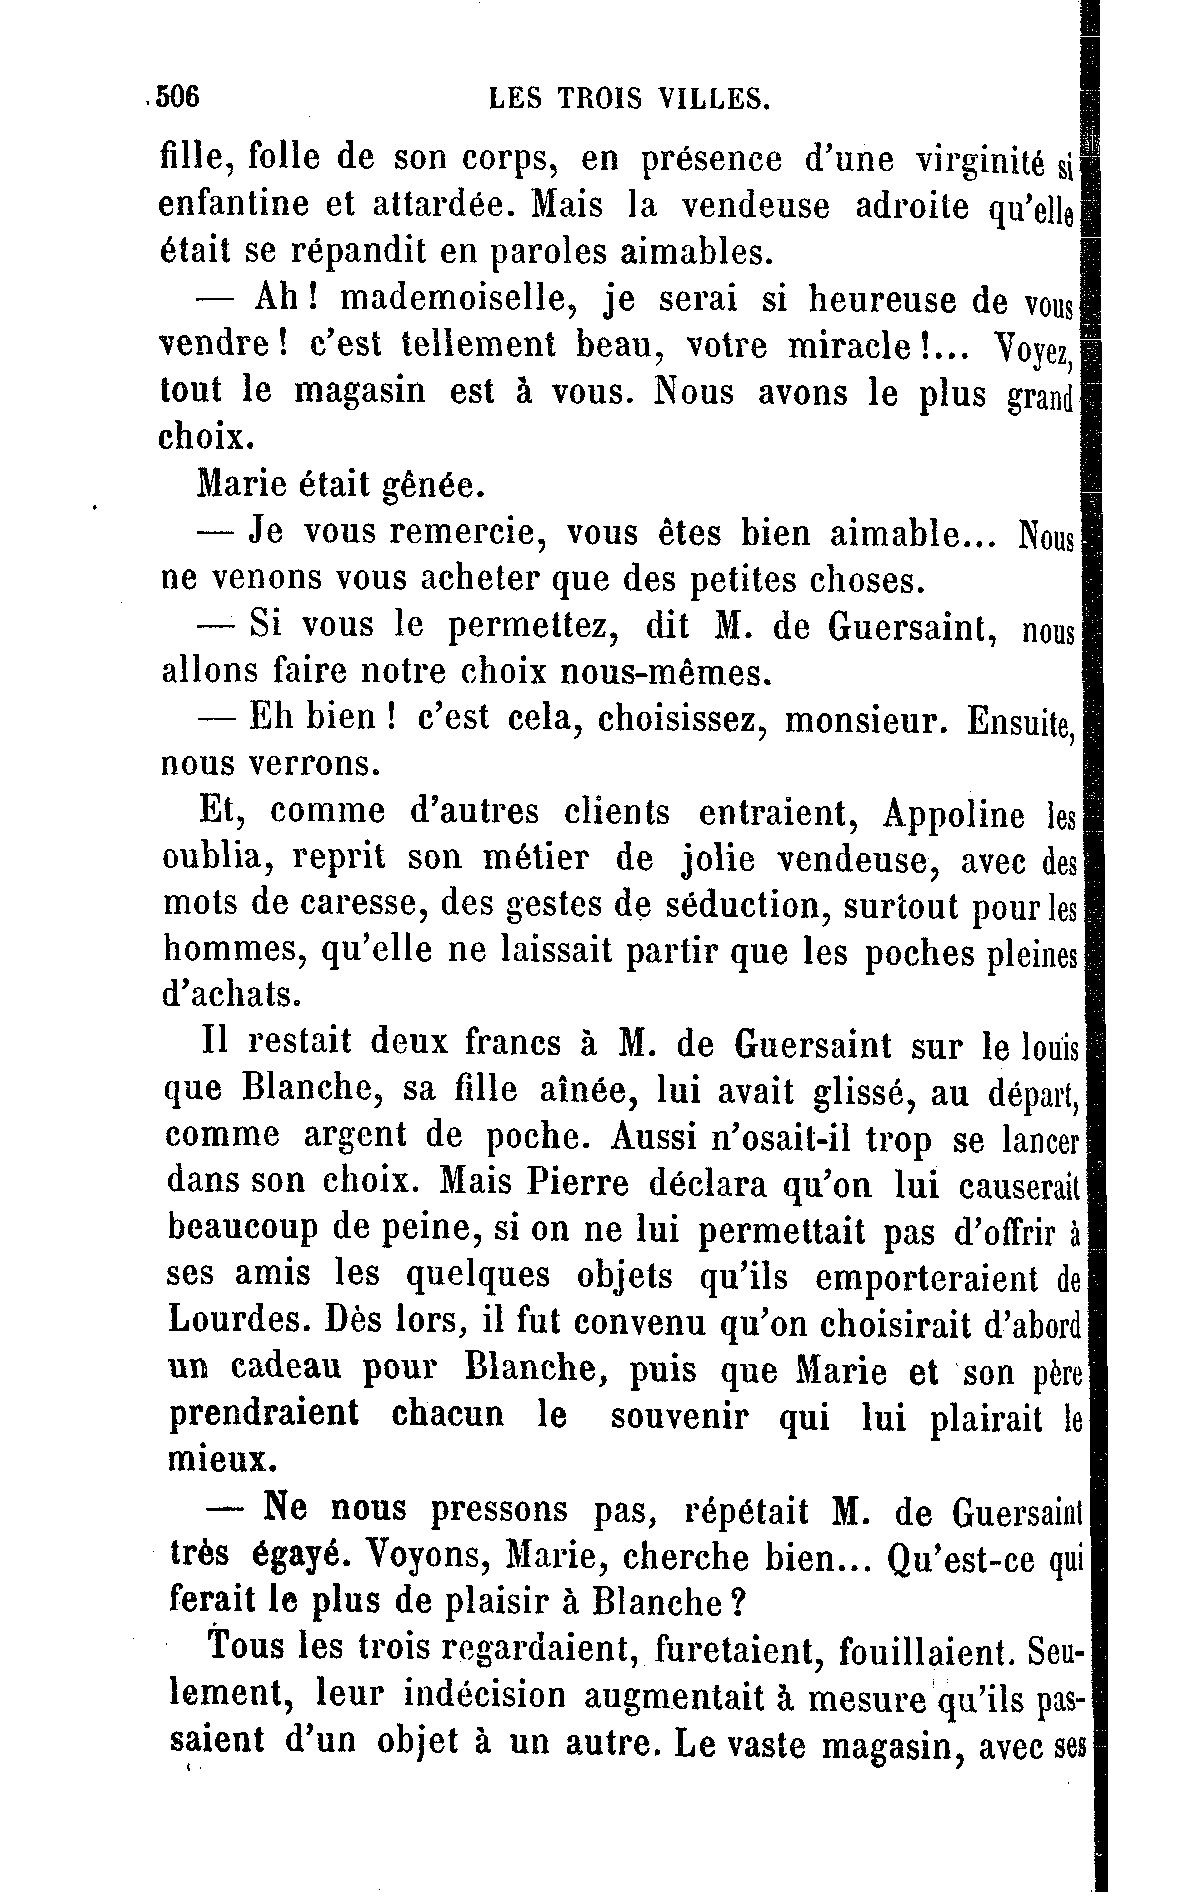 506 LES TROIS VILLES.
fille, folle de son corps, en présence d'une virginité si
enfantine et attardée. Mais la vendeuse adroite qu'elle
était se répandit en paroles aimables.
— Ah ! mademoiselle, je serai si heureuse de vous
vendre ! c'est tellement beau, votre miracle !... Voyez,
tout le magasin est à vous. Nous avons le plus grand
choix.
Marie était gênée.
— Je vous remercie, vous êtes bien aimable... Nous
ne venons vous acheter que des petites choses.
— Si vous le permettez, dit M. de Guersaint, nous
allons faire notre choix nous-mêmes.
— Eh bien ! c'est cela, choisissez, monsieur. Ensuite,
nous verrons.
Et, comme d'autres clients entraient, Appoline les
oublia, reprit son métier de jolie vendeuse, avec des
mots de caresse, des gestes de séduction, surtout pour les
hommes, qu'elle ne laissait partir que les poches pleines
d'achats.
Il restait deux francs à M. de Guersaint sur le louis
que Blanche, sa fille aînée, lui avait glissé, au départ,
comme argent de poche. Aussi n'osait-il trop se lancer
dans son choix. Mais Pierre déclara qu'on lui causerait
beaucoup de peine, si on ne lui permettait pas d'offrir à
ses amis les quelques objets qu'ils emporteraient de
Lourdes. Dès lors, il fut convenu qu'on choisirait d'abord
un cadeau pour Blanche, puis que Marie et son père
prendraient chacun le souvenir qui lui plairait le
mieux.
— Ne nous pressons pas, répétait M. de Guersaint
très égayé. Voyons, Marie, cherche bien... Qu'est-ce qui
ferait le plus de plaisir à Blanche ?
Tous les trois regardaient, furetaient, fouillaient. Seu-
lement, leur indécision augmentait à mesure qu'ils pas-
saient d'un objet à un autre. Le vaste magasin, avec ses